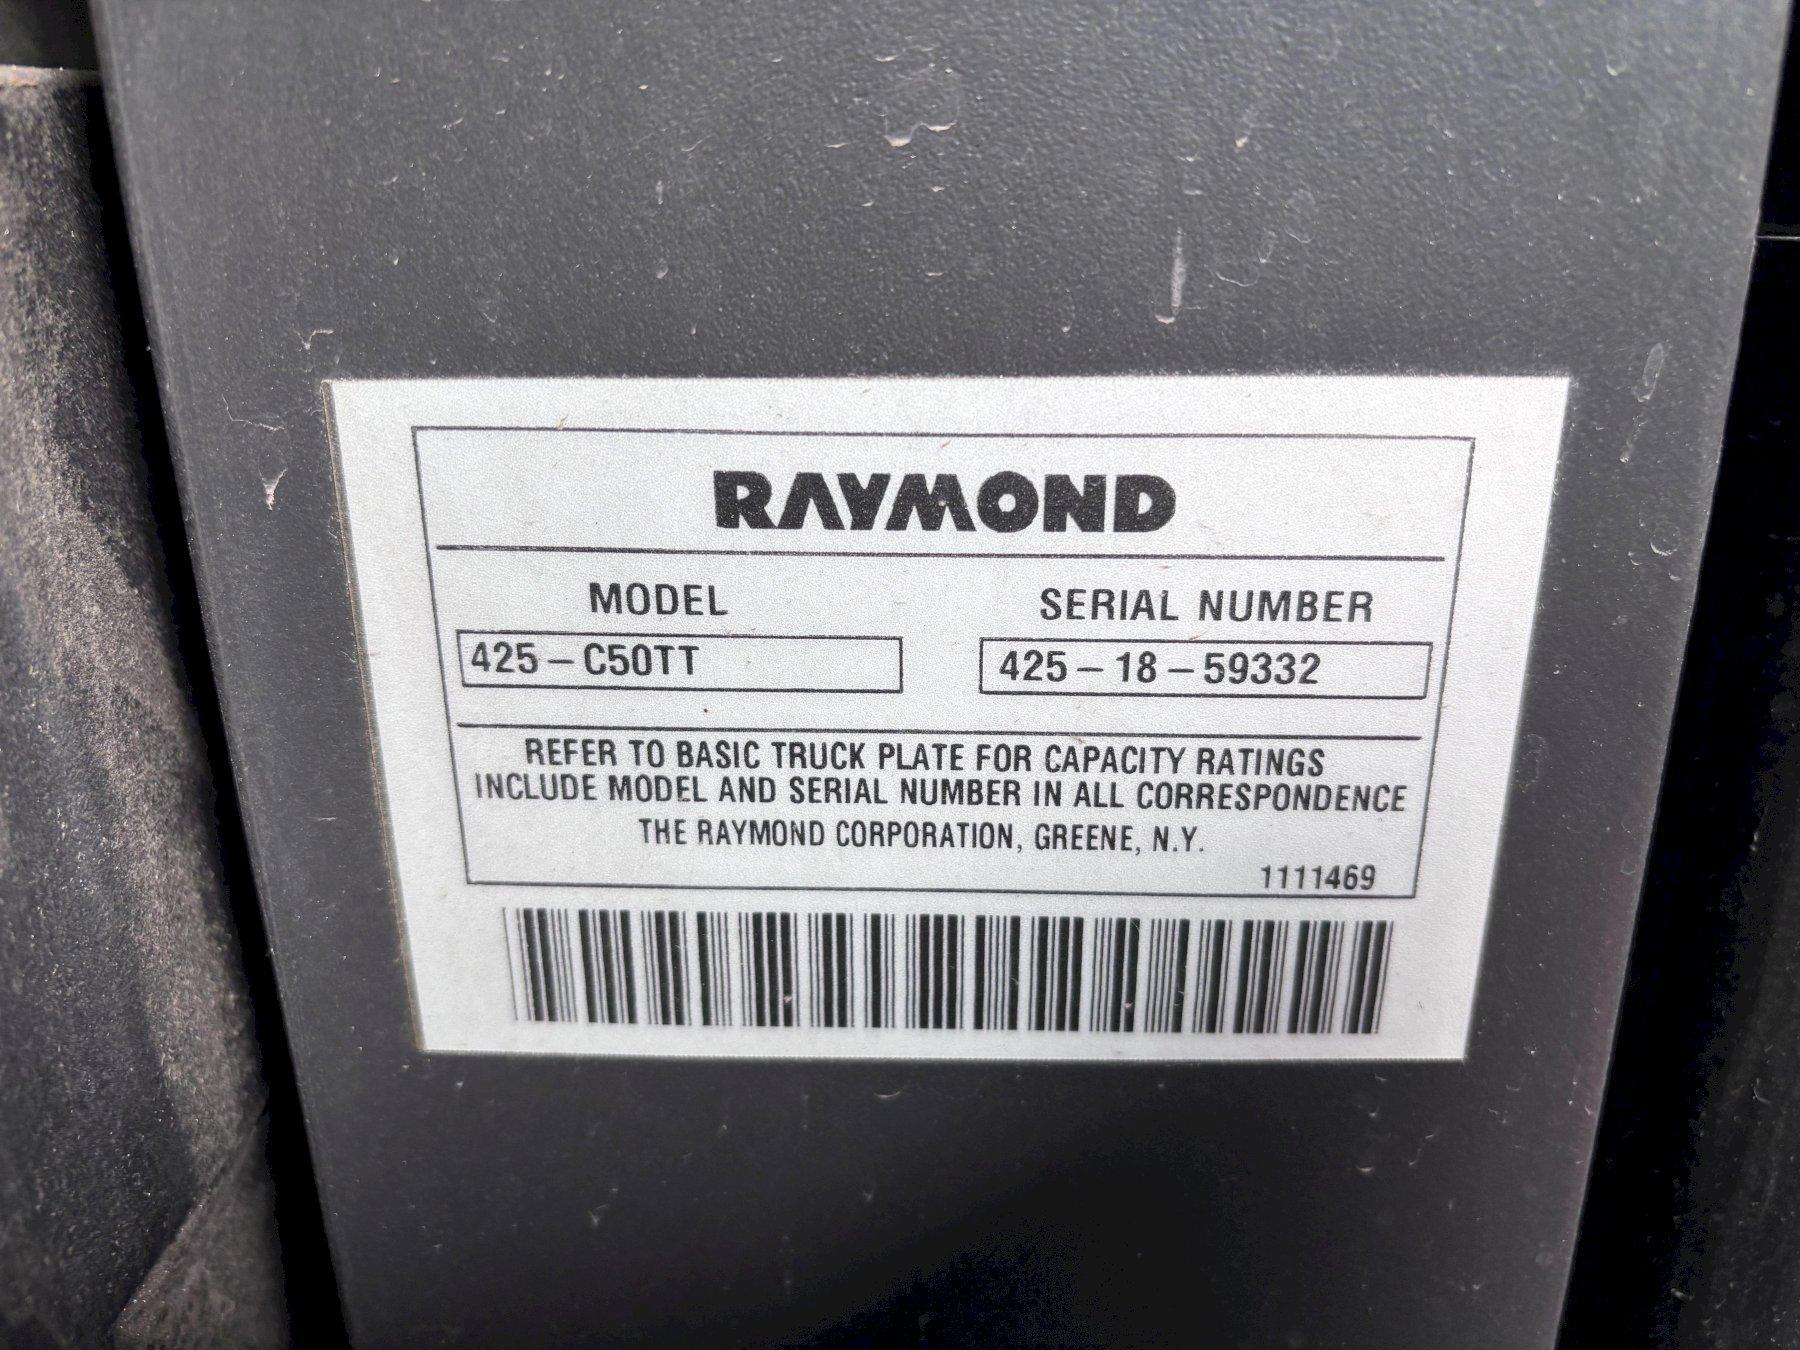 RAYMOND
MODEL SERIAL NUMBER
425-C50TT 425-18-59332
REFER TO BASIC TRUCK PLATE FOR CAPACITY RATINGS
INCLUDE MODEL AND SERIAL NUMBER IN ALL CORRESPONDENCE
THE RAYMOND CORPORATION, GREENE, N.Y.
1111469